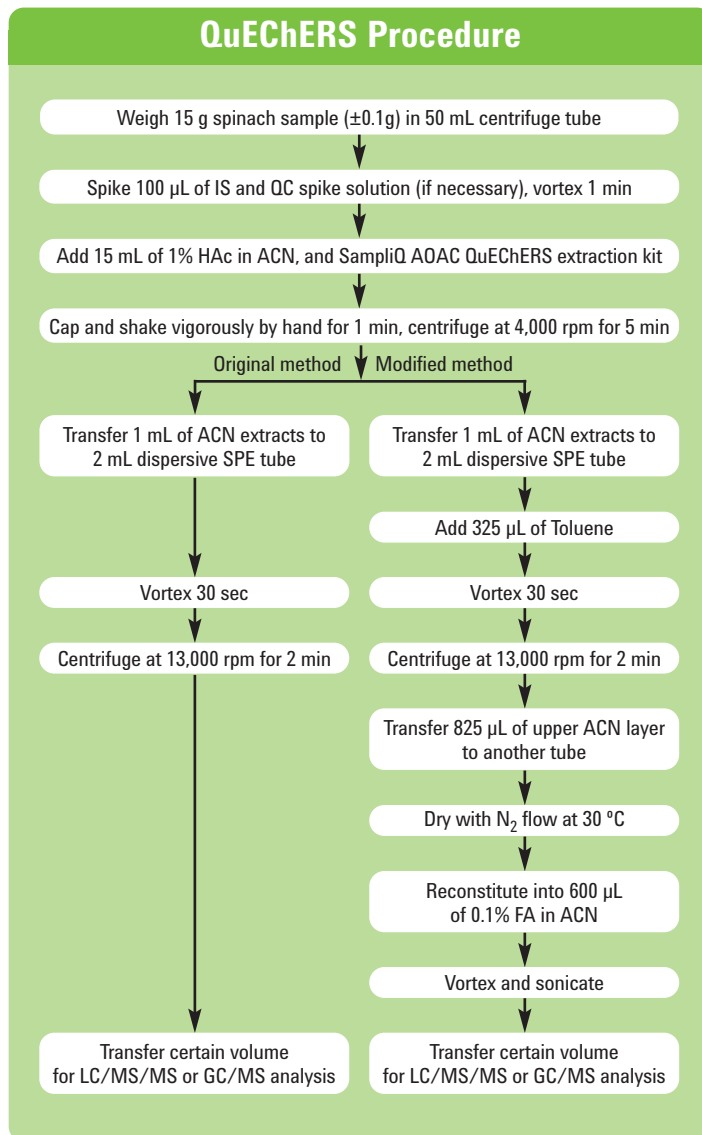 QuEChERS Procedure
Weigh 15 g spinach sample (±0.1g) in 50 mL centrifuge tube
Spike 100 µL of IS and QC spike solution (if necessary), vortex 1 min
Add 15 mL of 1% HAc in ACN, and SampliQ AOAC QuEChERS extraction kit
Cap and shake vigorously by hand for 1 min, centrifuge at 4,000 rpm for 5 min
Original method
Modified method
Transfer 1 mL of ACN extracts to
2 mL dispersive SPE tube
Vortex 30 sec
Centrifuge at 13,000 rpm for 2 min
Transfer certain volume
for LC/MS/MS or GC/MS analysis
Transfer 1 mL of ACN extracts to
2 mL dispersive SPE tube
Add 325 µL of Toluene
Vortex 30 sec
Centrifuge at 13,000 rpm for 2 min
Transfer 825 µL of upper ACN layer
to another tube
Dry with N₂ flow at 30 ºC
Reconstitute into 600 µL
of 0.1% FA in ACN
Vortex and sonicate
Transfer certain volume
for LC/MS/MS or GC/MS analysis